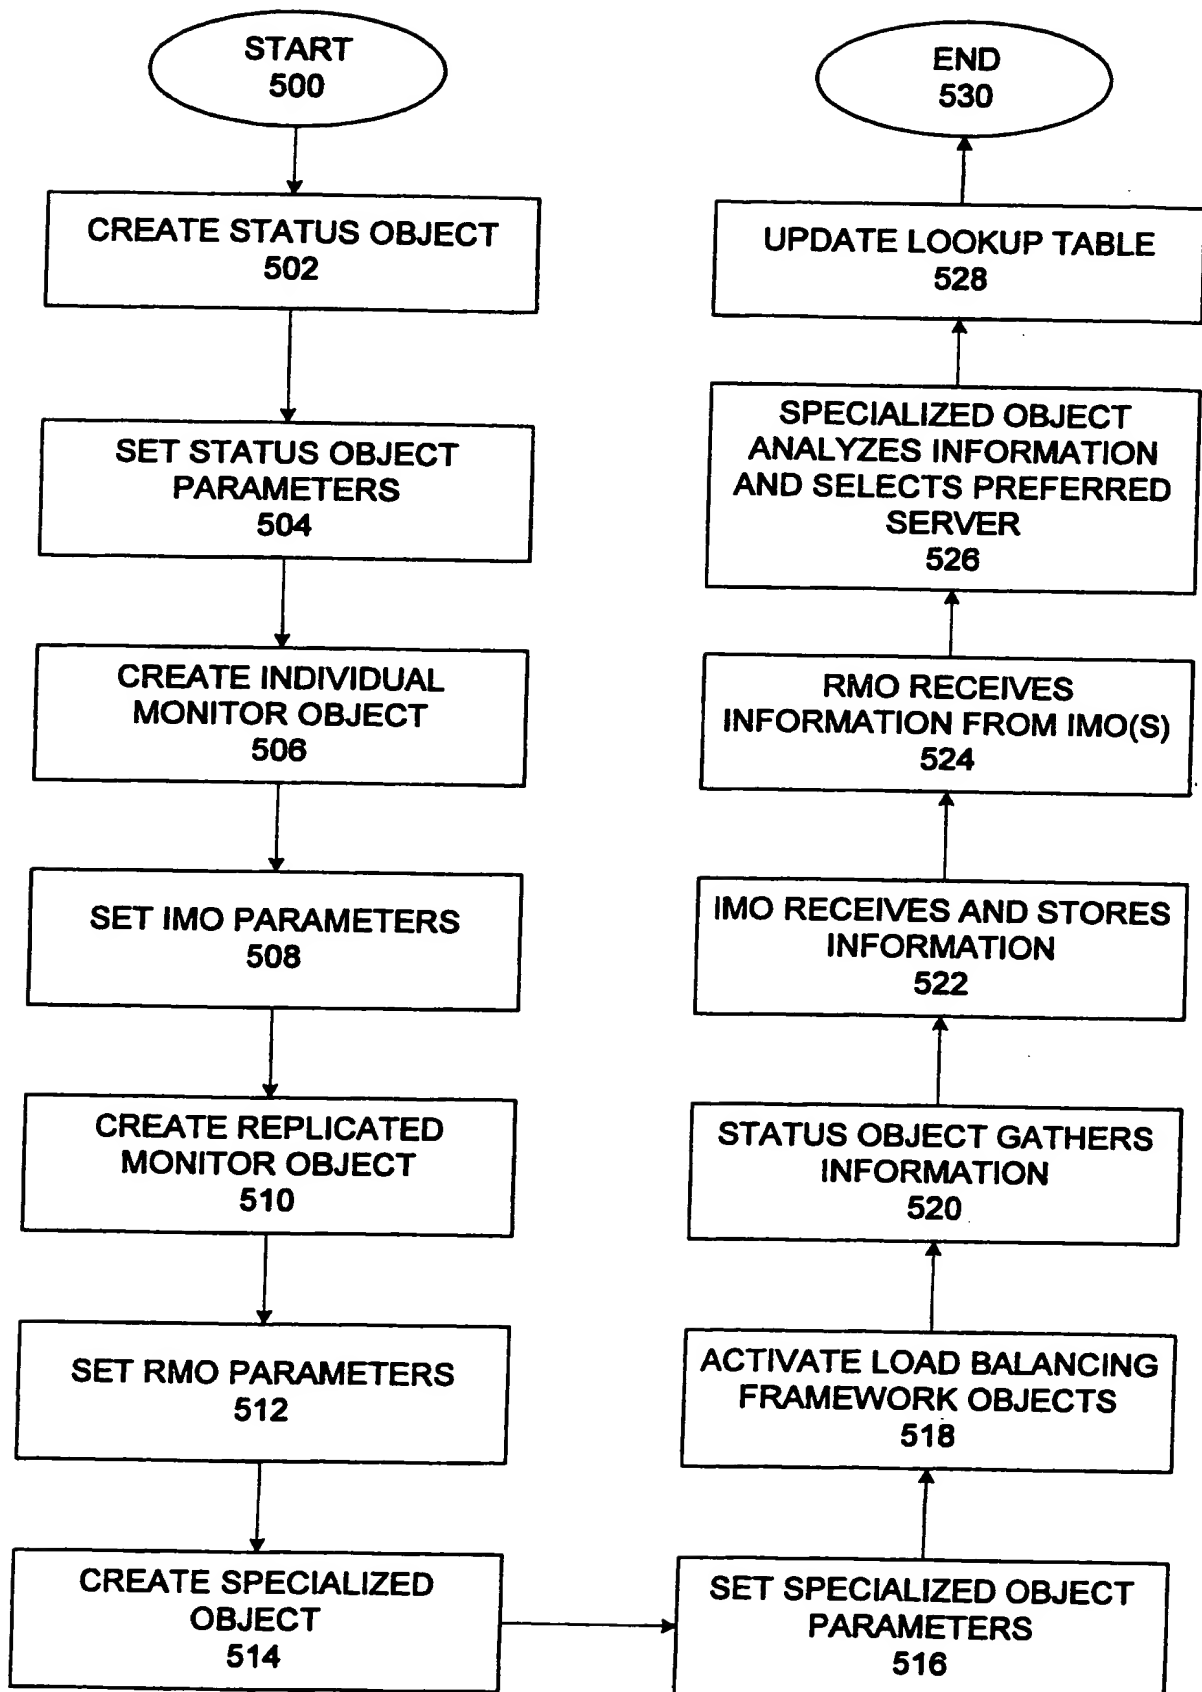 START
500
CREATE STATUS OBJECT
502
SET STATUS OBJECT
PARAMETERS
504
CREATE INDIVIDUAL
MONITOR OBJECT
506
SET IMO PARAMETERS
508
CREATE REPLICATED
MONITOR OBJECT
510
SET RMO PARAMETERS
512
CREATE SPECIALIZED
OBJECT
514
SET SPECIALIZED OBJECT
PARAMETERS
516
ACTIVATE LOAD BALANCING
FRAMEWORK OBJECTS
518
STATUS OBJECT GATHERS
INFORMATION
520
IMO RECEIVES AND STORES
INFORMATION
522
RMO RECEIVES
INFORMATION FROM IMO(S)
524
SPECIALIZED OBJECT
ANALYZES INFORMATION
AND SELECTS PREFERRED
SERVER
526
UPDATE LOOKUP TABLE
528
END
530